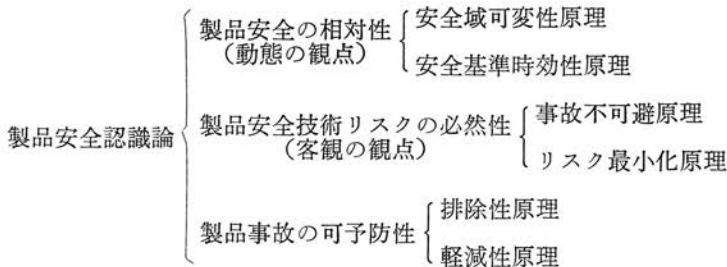 製品安全認識論
製品安全の相対性
(動態の観点)
安全域可変性原理
安全基準時効性原理
製品安全技術リスクの必然性
(客観の観点)
事故不可避原理
リスク最小化原理
製品事故の可予防性
排除性原理
軽減性原理